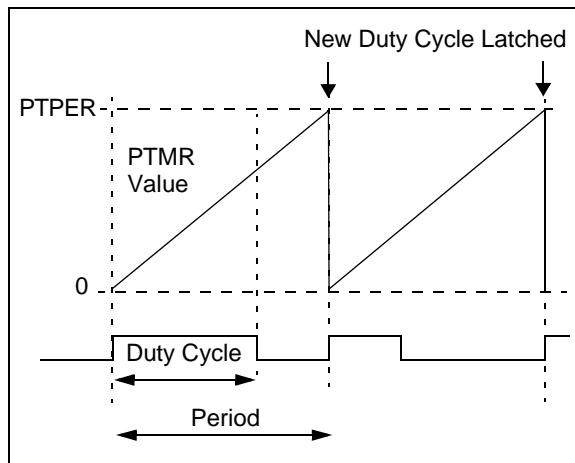 New Duty Cycle Latched
PTPER
PTMR
Value
0
Duty Cycle
Period